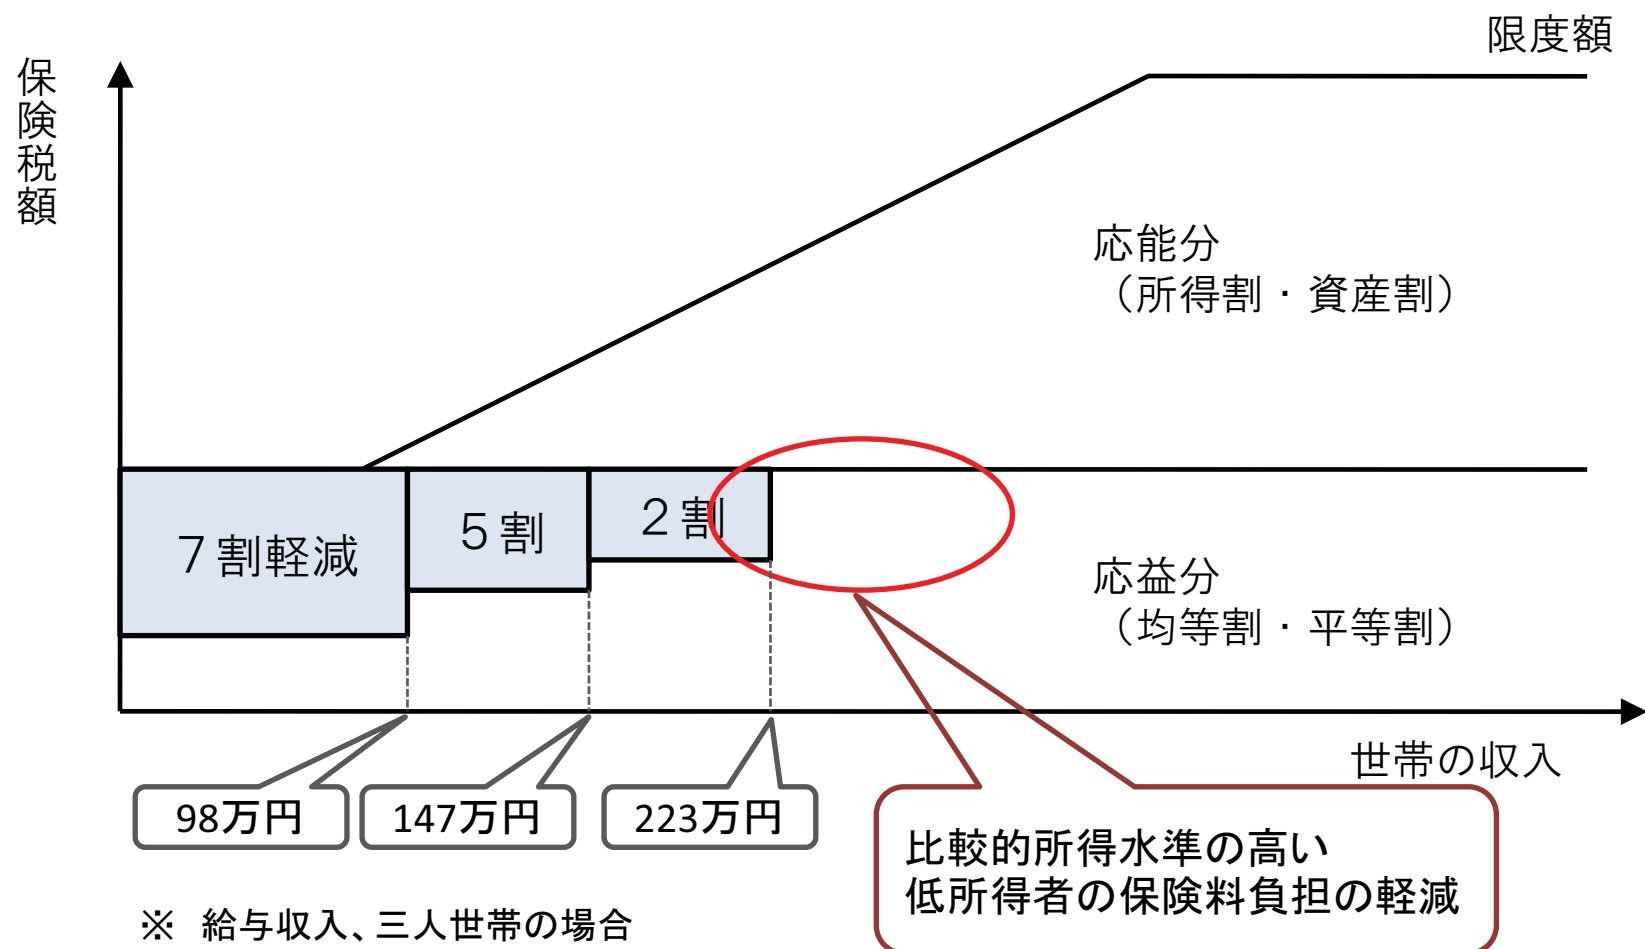 限度額
保険税額
応能分
（所得割・資産割）
７割軽減
５割
２割
応益分
（均等割・平等割）
世帯の収入
98万円
147万円
223万円
比較的所得水準の高い
低所得者の保険料負担の軽減
※　給与収入、三人世帯の場合